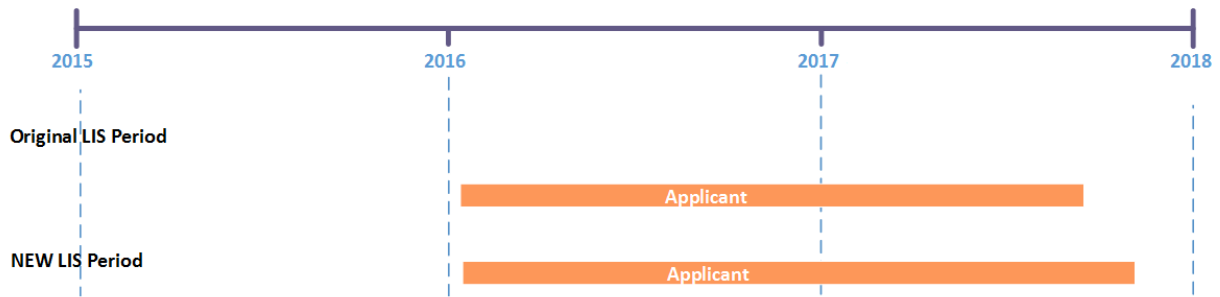 2015 2016 2017 2018
Original LIS Period
Applicant
NEW LIS Period
Applicant